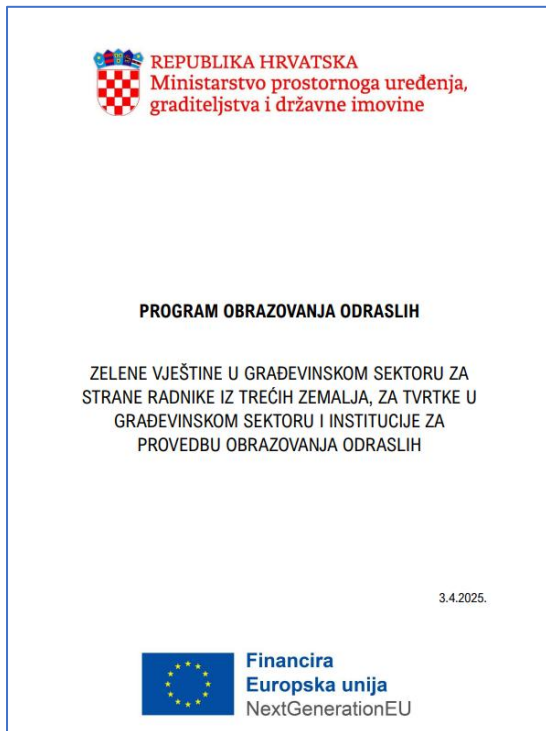 REPUBLIKA HRVATSKA
Ministarstvo prostornoga uređenja,
graditeljstva i državne imovine
PROGRAM OBRAZOVANJA ODRASLIH
ZELENE VJEŠTINE U GRAĐEVINSKOM SEKTORU ZA
STRANE RADNIKE IZ TREĆIH ZEMALJA, ZA TVRTKE U
GRAĐEVINSKOM SEKTORU I INSTITUCIJE ZA
PROVEDBU OBRAZOVANJA ODRASLIH
3.4.2025.
Financira
Europska unija
NextGenerationEU